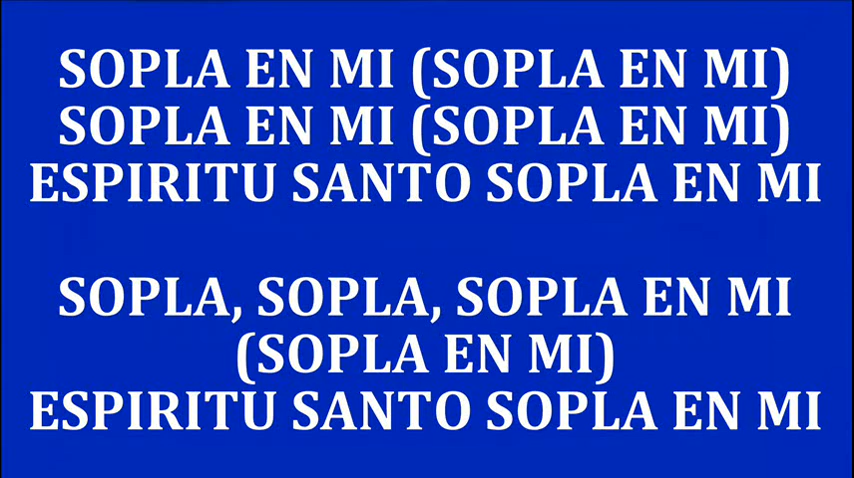 SOPLA EN MI (SOPLA EN MI)
SOPLA EN MI (SOPLA EN MI)
ESPIRITU SANTO SOPLA EN MI
SOPLA, SOPLA, SOPLA EN MI
(SOPLA EN MI)
ESPIRITU SANTO SOPLA EN MI